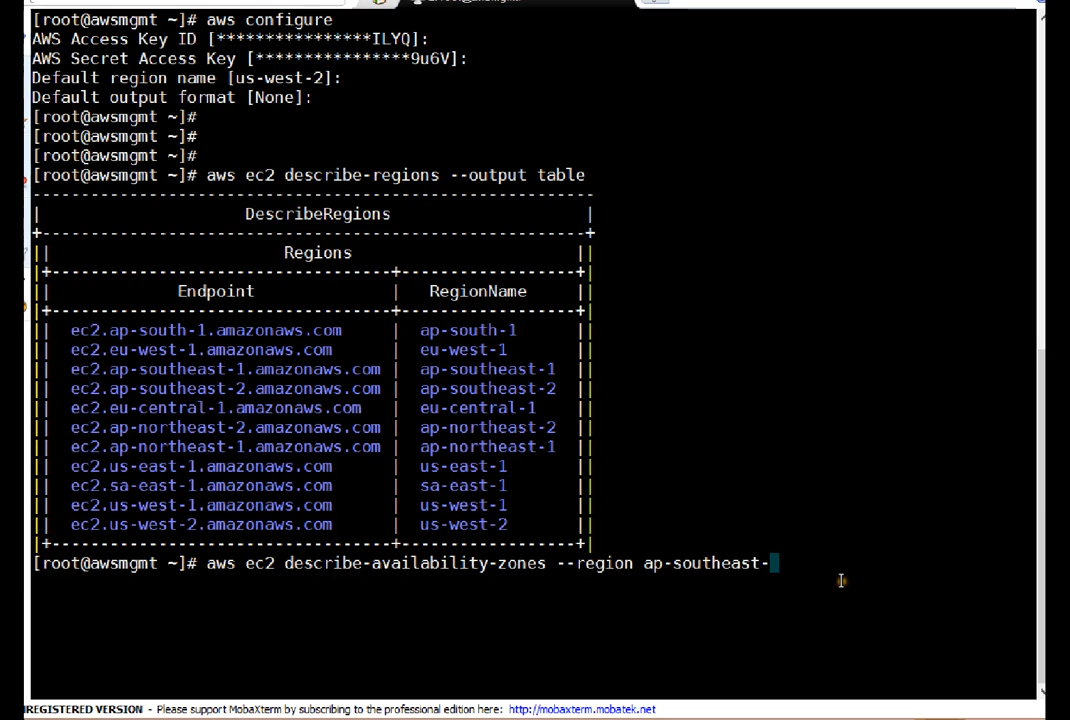 [root@awsmgmt ~]# aws configure
AWS Access Key ID [****************ILYQ]:
AWS Secret Access Key [****************9u6V]:
Default region name [us-west-2]:
Default output format [None]:
[root@awsmgmt ~]#
[root@awsmgmt ~]#
[root@awsmgmt ~]#
[root@awsmgmt ~]# aws ec2 describe-regions --output table
----------------------------------------------------------
|                     DescribeRegions                    |
+--------------------------------------------------------+
||                        Regions                       ||
|+-----------------------------------+------------------+|
||             Endpoint              |   RegionName     ||
|+-----------------------------------+------------------+|
||  ec2.ap-south-1.amazonaws.com     |  ap-south-1      ||
||  ec2.eu-west-1.amazonaws.com      |  eu-west-1       ||
||  ec2.ap-southeast-1.amazonaws.com |  ap-southeast-1  ||
||  ec2.ap-southeast-2.amazonaws.com |  ap-southeast-2  ||
||  ec2.eu-central-1.amazonaws.com   |  eu-central-1    ||
||  ec2.ap-northeast-2.amazonaws.com |  ap-northeast-2  ||
||  ec2.ap-northeast-1.amazonaws.com |  ap-northeast-1  ||
||  ec2.us-east-1.amazonaws.com      |  us-east-1       ||
||  ec2.sa-east-1.amazonaws.com      |  sa-east-1       ||
||  ec2.us-west-1.amazonaws.com      |  us-west-1       ||
||  ec2.us-west-2.amazonaws.com      |  us-west-2       ||
|+-----------------------------------+------------------+|
[root@awsmgmt ~]# aws ec2 describe-availability-zones --region ap-southeast-
REGISTERED VERSION - Please support MobaXterm by subscribing to the professional edition here: http://mobaxterm.mobatek.net